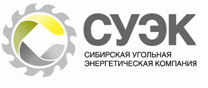 СУЭК
СИБИРСКАЯ УГОЛЬНАЯ
ЭНЕРГЕТИЧЕСКАЯ КОМПАНИЯ